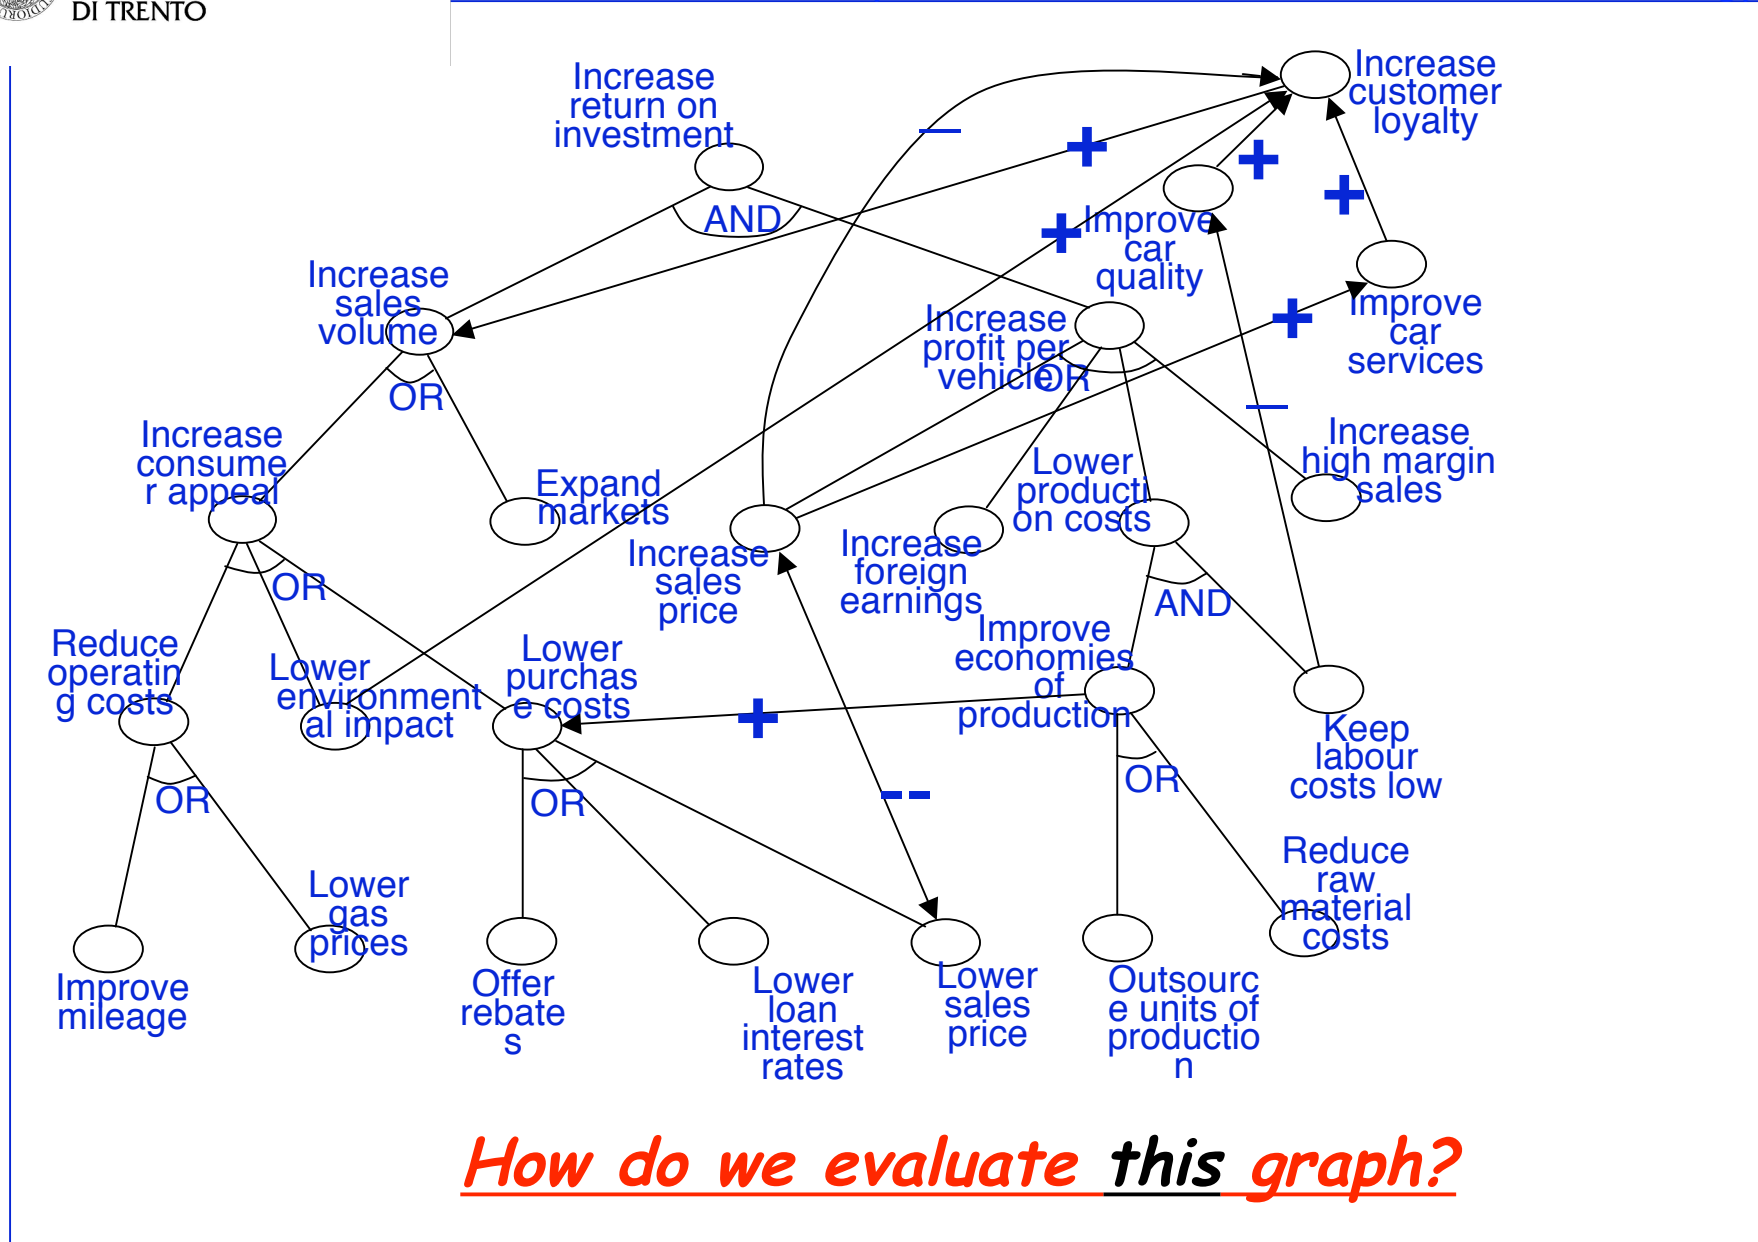 DI TRENTO
Increase
return on
investment
AND
Increase
customer
loyalty
–
+
+
+
+
Improve
car
quality
Improve
car
services
+
Increase
sales
volume
OR
Increase
profit per
vehicle
OR
–
Increase
consume
r appeal
OR
Expand
markets
Increase
sales
price
Increase
foreign
earnings
Lower
producti
on costs
AND
Increase
high margin
sales
Reduce
operatin
g costs
OR
Lower
environment
al impact
Lower
purchas
e costs
OR
+
--
Improve
economies
of
production
OR
Keep
labour
costs low
Improve
mileage
Lower
gas
prices
Offer
rebate
s
Lower
loan
interest
rates
Lower
sales
price
Outsourc
e units of
productio
n
Reduce
raw
material
costs
How do we evaluate this graph?